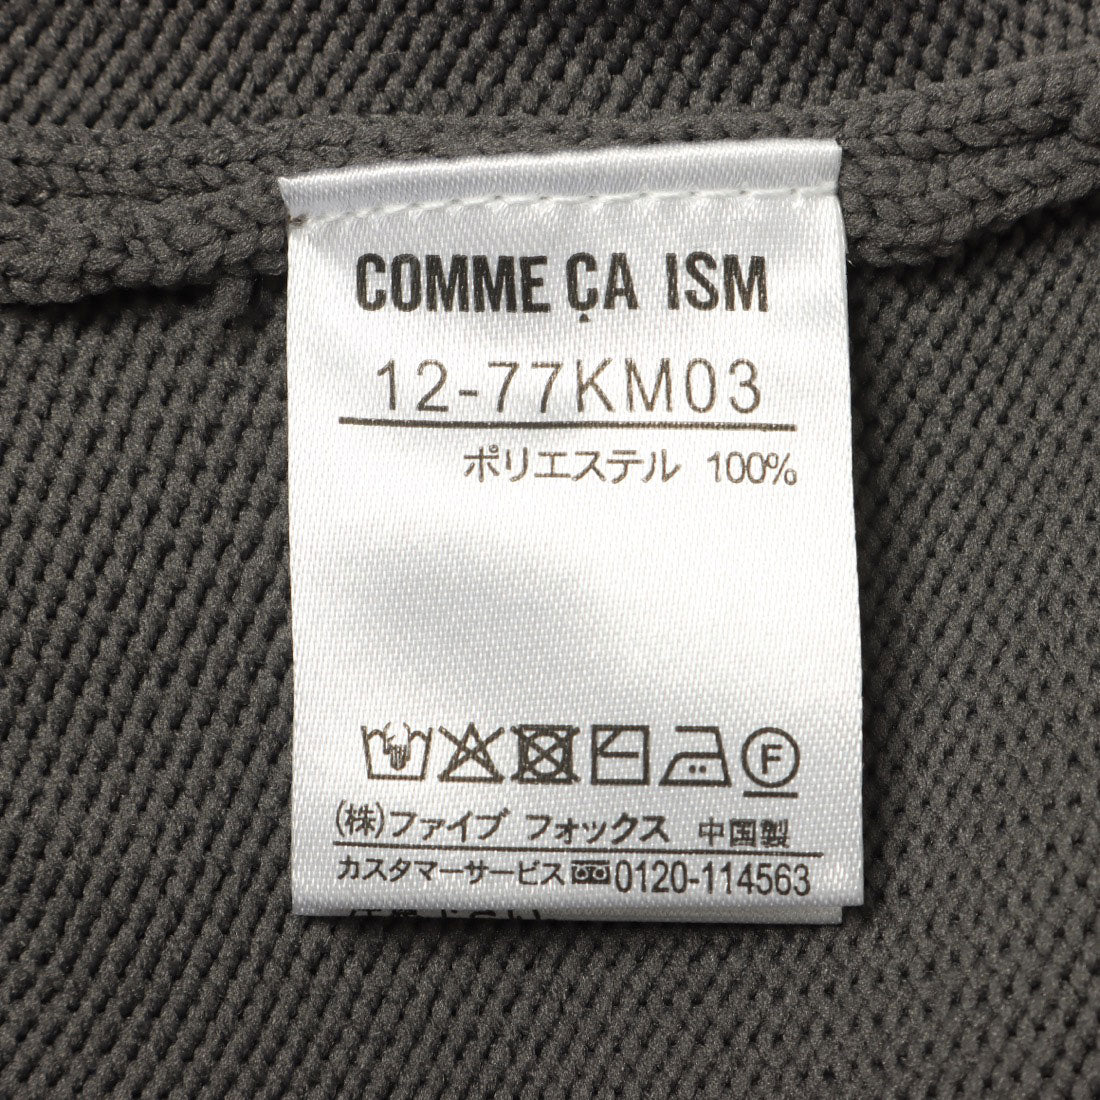 COMME ÇA ISM
12-77KM03
ポリエステル 100%
F
(株)ファイブ フォックス 中国製
カスタマーサービス 0120-114563